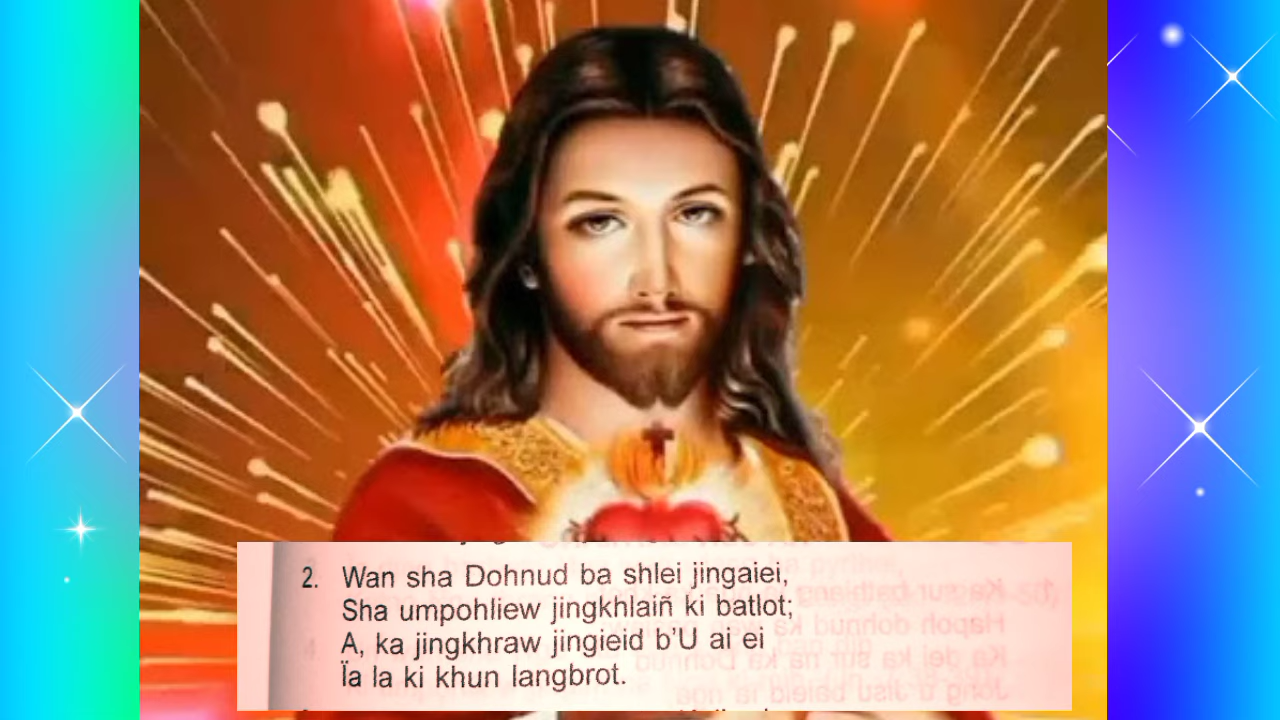 2. Wan sha Dohnud ba shlei jingaiei,
Sha umpohliew jingkhlaiñ ki batlot;
A, ka jingkhraw jingieid b'U ai ei
Ïa la ki khun langbrot.